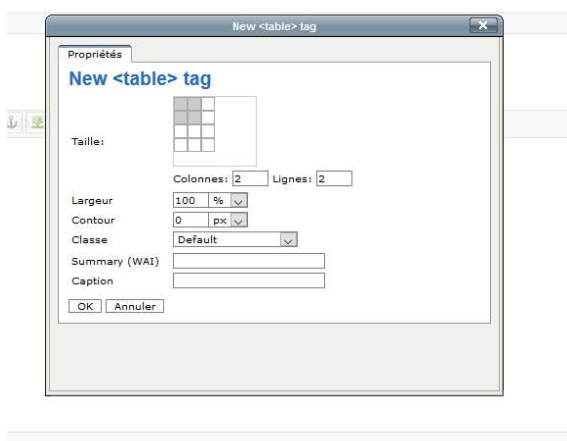 New <table> tag
Propriétés
New <table> tag
Taille:
Colonnes: 2 Lignes: 2
Largeur 100 %
Contour 0 px
Classe Default
Summary (WAI)
Caption
OK Annuler